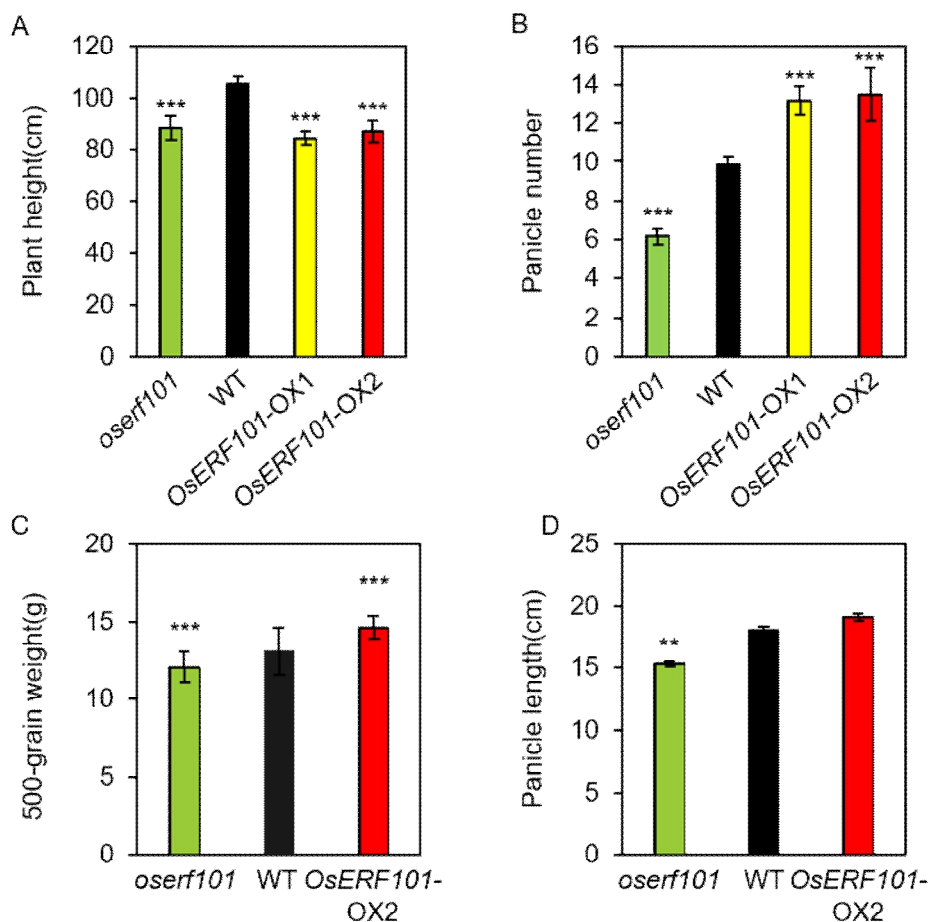 A
Plant height(cm)
120
100
80
60
40
20
0
***
***
***
oserf101
WT
OsERF101-OX1
OsERF101-OX2
B
Panicle number
16
14
12
10
8
6
4
2
0
***
***
***
oserf101
WT
OsERF101-OX1
OsERF101-OX2
C
500-grain weight(g)
20
15
10
5
0
***
***
oserf101 WT OsERF101-
OX2
D
Panicle length(cm)
25
20
15
10
5
0
**
oserf101 WT OsERF101-
OX2